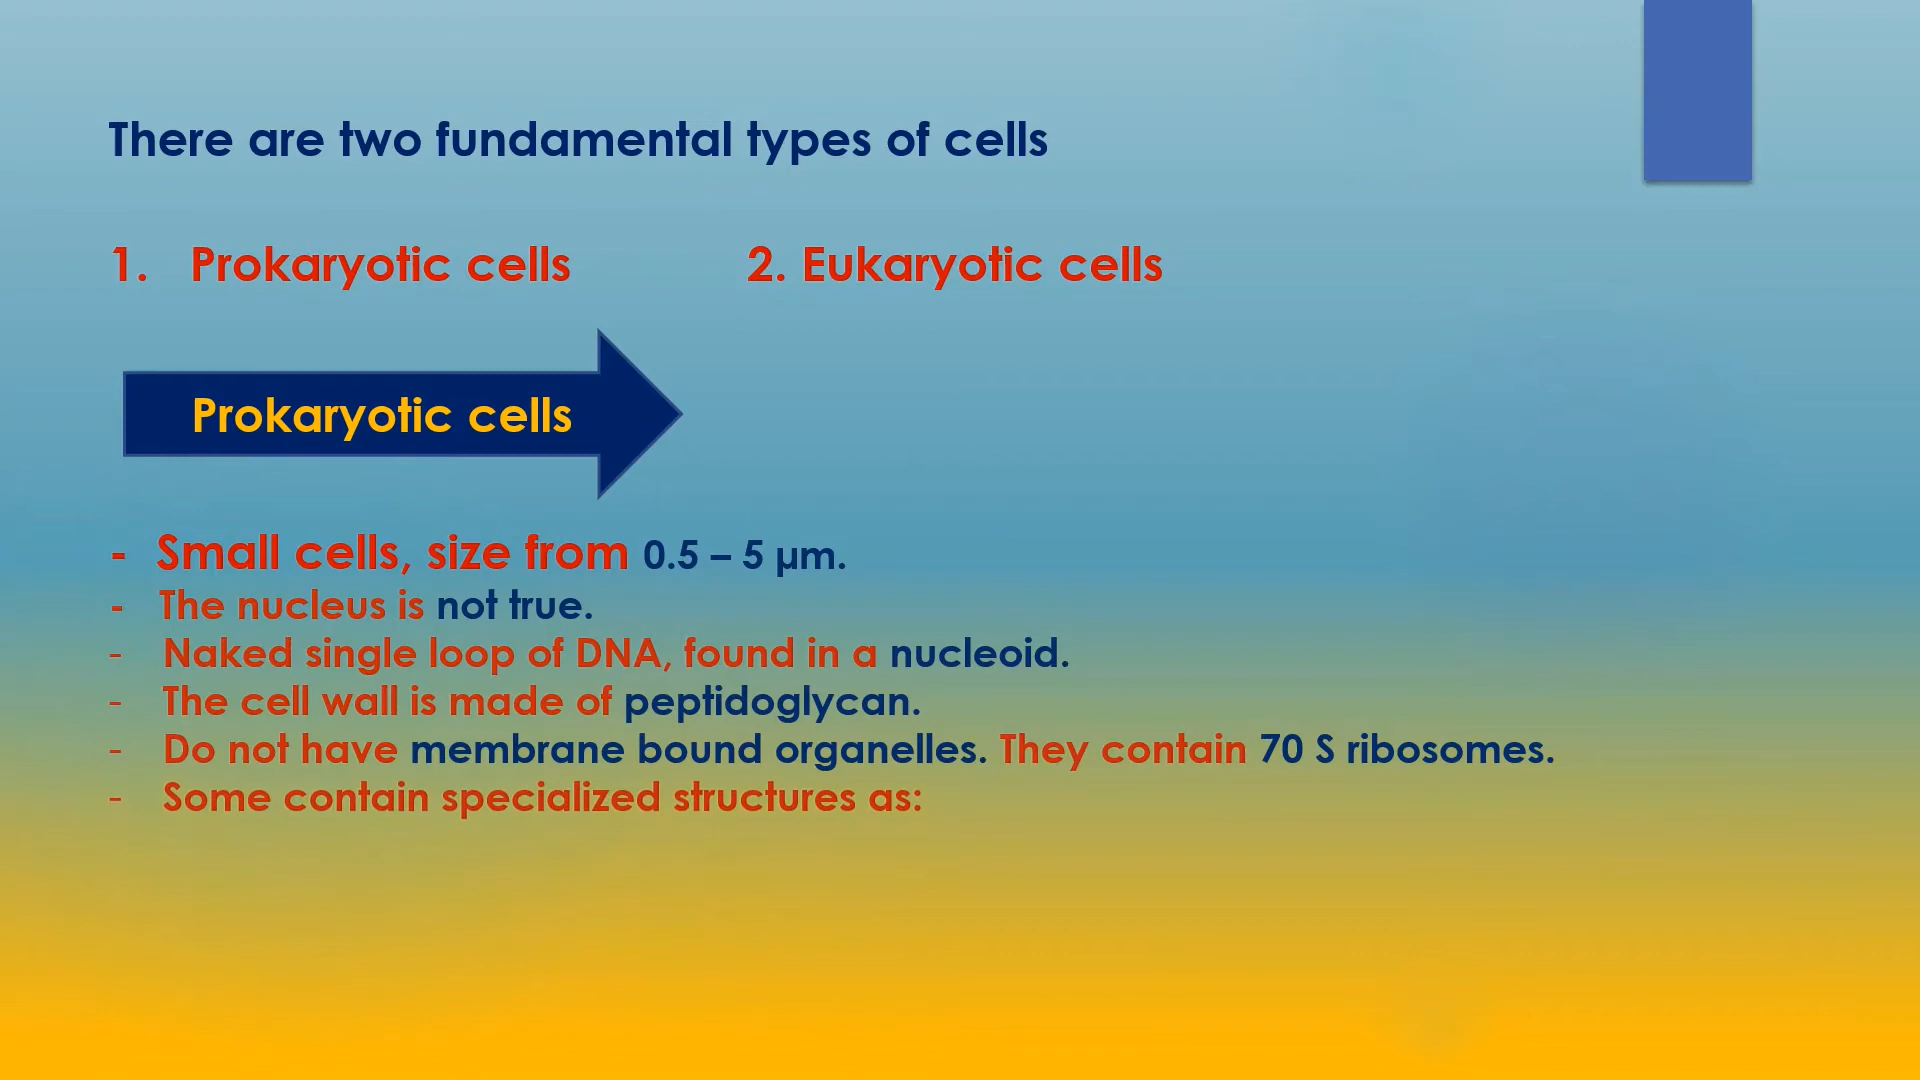 There are two fundamental types of cells
1. Prokaryotic cells 2. Eukaryotic cells
Prokaryotic cells
- Small cells, size from 0.5 – 5 µm.
- The nucleus is not true.
- Naked single loop of DNA, found in a nucleoid.
- The cell wall is made of peptidoglycan.
- Do not have membrane bound organelles. They contain 70 S ribosomes.
- Some contain specialized structures as: